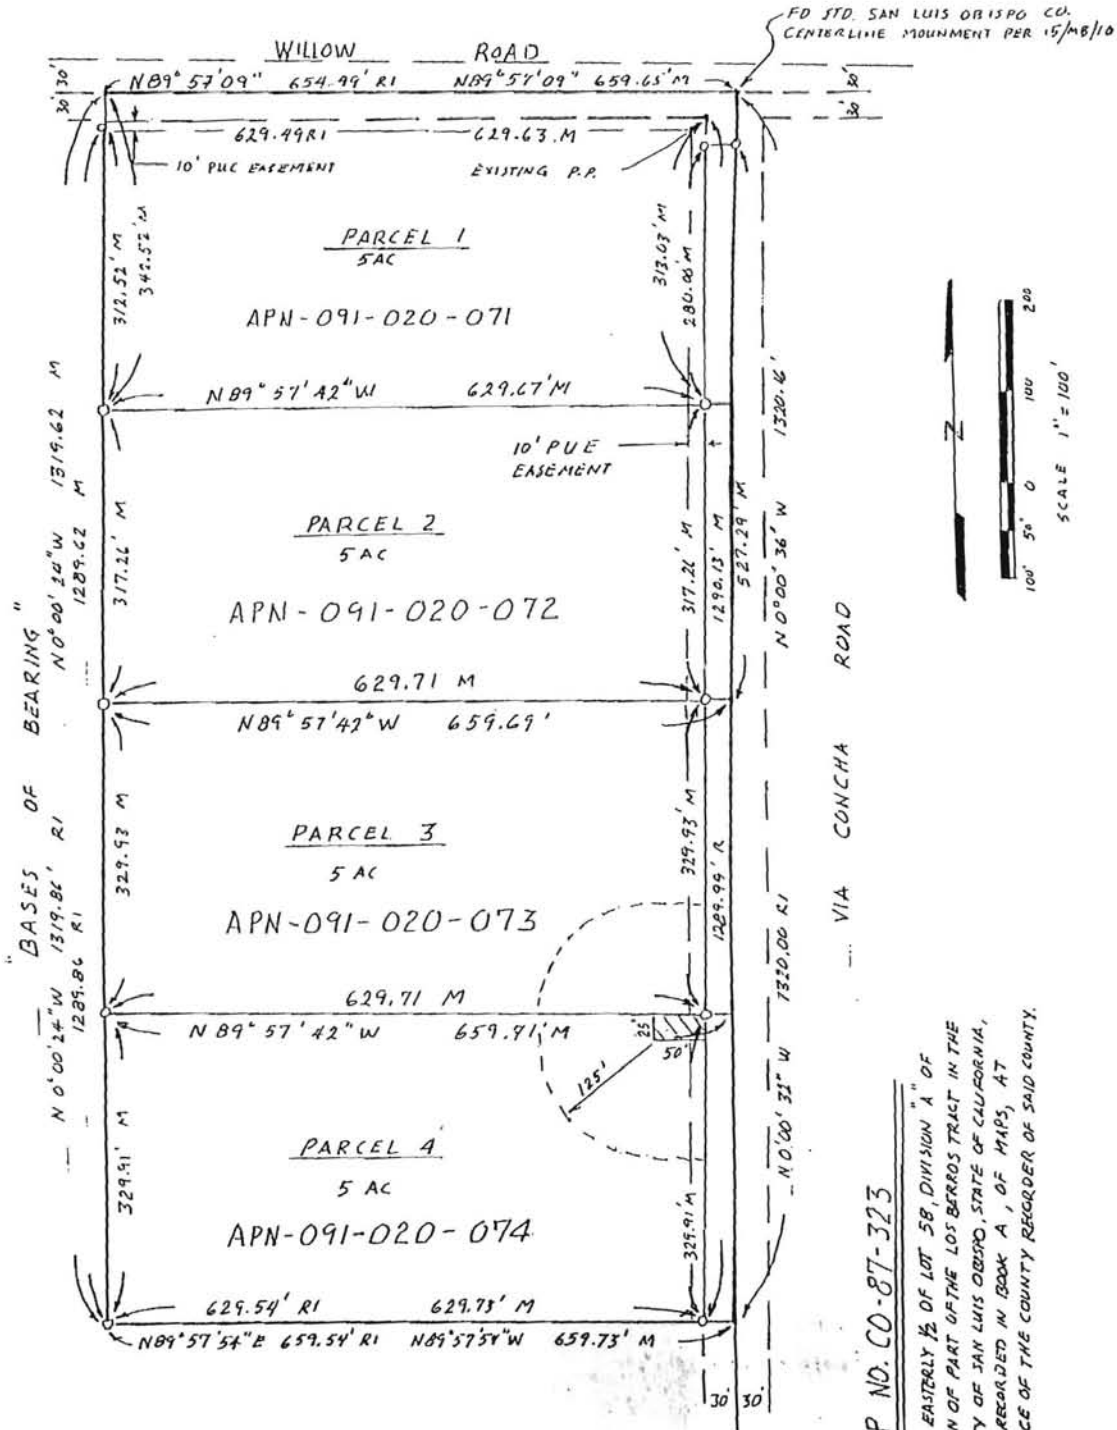 FD STD. SAN LUIS OBISPO CO.
CENTERLINE MOUNMENT PER 15/MB/10
WILLOW ROAD
30' 30'
N89°57'09" 654.49' R1 N89°57'09" 659.65' M
30' 30'
629.49 R1 629.63. M
10' PUC EASEMENT
EXISTING P.P.
312.52' M
342.52' M
PARCEL 1
5AC
APN-091-020-071
313.03' M
280.06' M
N89°57'42"W 629.67' M
1320.16'
10' PUE
EASEMENT
200
100
0
50'
100'
SCALE 1"=100'
N
"BASES OF BEARING"
N0°00'24"W 1319.62 M
1289.62 M
317.26' M
PARCEL 2
5 AC
APN-091-020-072
317.26' M
1290.13' M
527.29' M
N0°00'36" W
629.71 M
N89°57'42"W 659.69'
VIA CONCHA ROAD
N0°00'24"W 1319.86' R1
1289.86 R1
329.93 M
PARCEL 3
5 AC
APN-091-020-073
329.93' M
1289.99' R
1320.00 R1
629.71 M
N89°57'42"W 659.91' M
25'
50'
125'
N0°00'32" W
329.91' M
PARCEL 4
5 AC
APN-091-020-074
329.91' M
629.54' R1 629.73' M
N89°57'54"E 659.54' R1 N89°57'54"W 659.73' M
30' 30'
P NO. CO-87-323
EASTERLY ½ OF LOT 58, DIVISION "A" OF
N OF PART OF THE LOS BERROS TRACT IN THE
Y OF SAN LUIS OBISPO, STATE OF CALIFORNIA,
RECORDED IN BOOK A, OF MAPS, AT
CE OF THE COUNTY RECORDER OF SAID COUNTY.